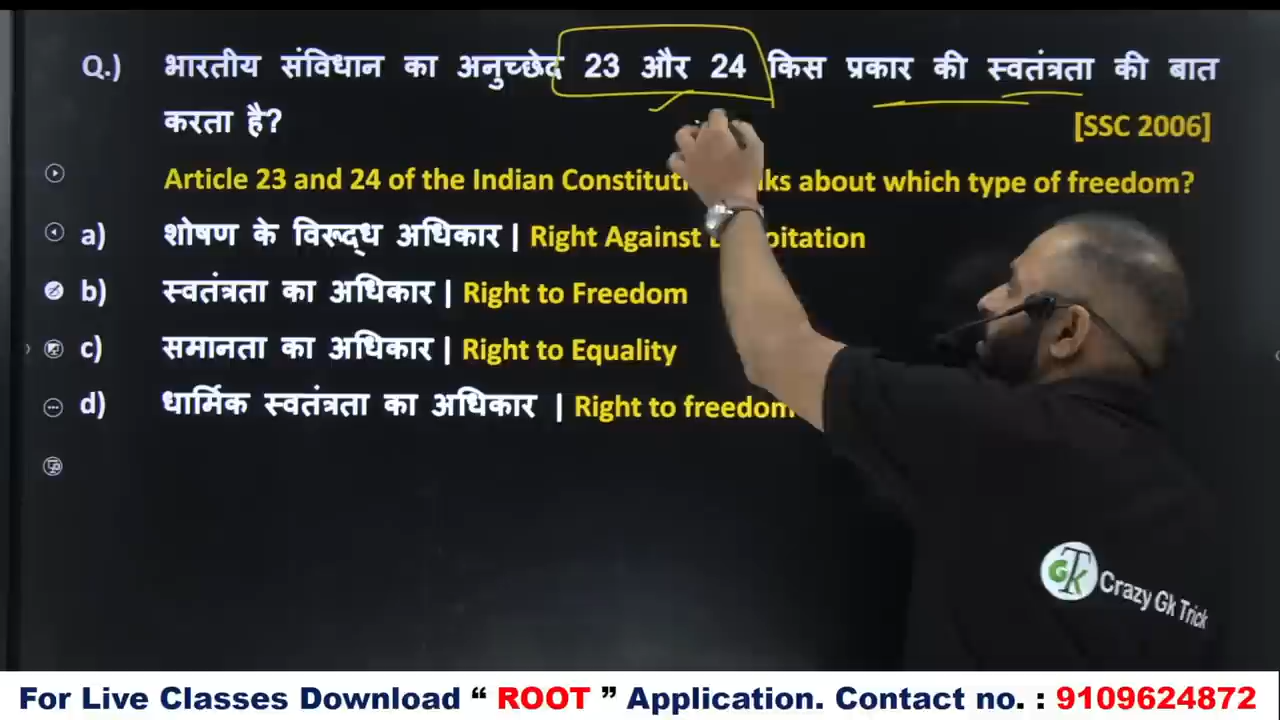 Q.) भारतीय संविधान का अनुच्छेद 23 और 24 किस प्रकार की स्वतंत्रता की बात
करता है? [SSC 2006]
Article 23 and 24 of the Indian ks about which type of freedom?
a) शोषण के विरूद्ध अधिकार | Right Against
b) स्वतंत्रता का अधिकार | Right to Freedom
c) समानता का अधिकार | Right to Equality
d) धार्मिक स्वतंत्रता का अधिकार | Right to freedom
GTK Crazy Gk Trick
For Live Classes Download “ ROOT ” Application. Contact no. : 9109624872